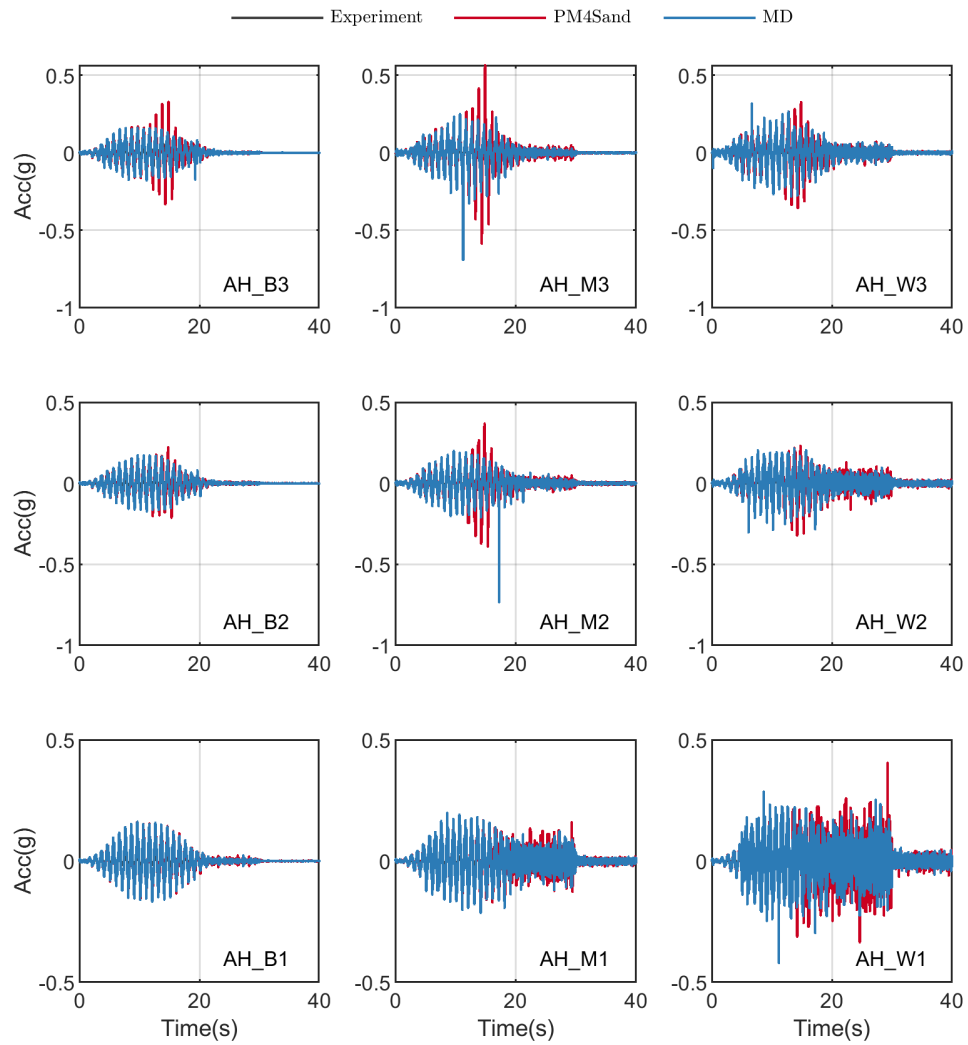 Experiment PM4Sand MD
0.5 0.5 0.5
0 0 0
Acc(g)
-0.5 -0.5 -0.5
AH_B3 AH_M3 AH_W3
-1 -1 -1
0 20 40 0 20 40 0 20 40
0.5 0.5 0.5
0 0 0
Acc(g)
-0.5 -0.5 -0.5
AH_B2 AH_M2 AH_W2
-1 -1 -1
0 20 40 0 20 40 0 20 40
0.5 0.5 0.5
0 0 0
Acc(g)
AH_B1 AH_M1 AH_W1
-0.5 -0.5 -0.5
0 20 40 0 20 40 0 20 40
Time(s) Time(s) Time(s)